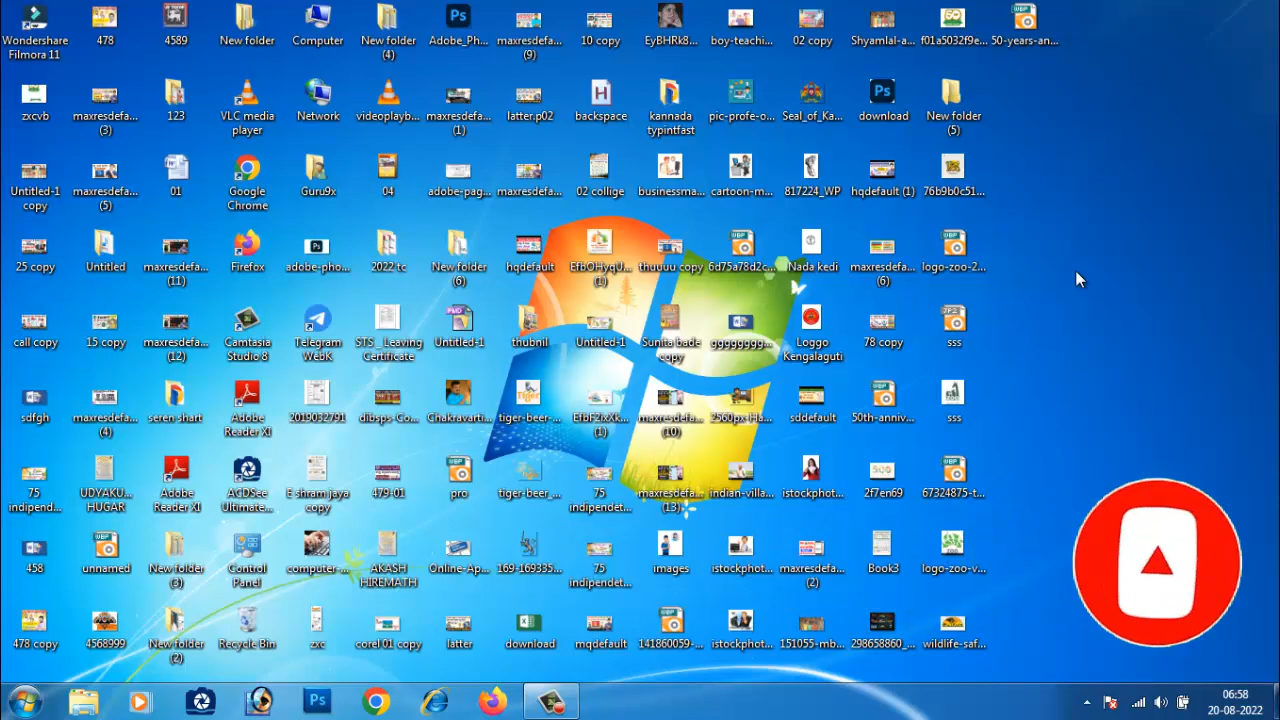 Wondershare
Filmora 11
478
4589
New folder
Computer
New folder
(4)
Adobe_Ph...
maxresdefa...
(9)
10 copy
EyBHRk8...
boy-teachi...
02 copy
Shyamlal-a...
f01a5032f9e...
50-years-an...
zxcvb
maxresdefa...
(3)
123
VLC media
player
Network
videoplayb...
maxresdefa...
(1)
latter.p02
backspace
kannada
typintfast
pic-profe-o...
Seal_of_Ka...
download
New folder
(5)
Untitled-1
copy
maxresdefa...
(5)
01
Google
Chrome
Guru9x
04
adobe-pag...
maxresdefa...
02 collige
businessma...
cartoon-m...
817224_WP
hqdefault (1)
76b9b0c51...
25 copy
Untitled
maxresdefa...
(11)
Firefox
adobe-pho...
2022 tc
New folder
(6)
hqdefault
EfbOHyqU...
(1)
thuuuu copy
6d75a78d2c...
Nada kedi
maxresdefa...
(6)
logo-zoo-2...
call copy
15 copy
maxresdefa...
(12)
Camtasia
Studio 8
Telegram
WebK
STS_ Leaving
Certificate
Untitled-1
thubnil
Untitled-1
Sunita bade
copy
gggggggg...
Loggo
Kengalaguti
78 copy
sss
sdfgh
maxresdefa...
(4)
seren shart
Adobe
Reader XI
2019032791
dibsps-Co...
Chakravarti...
tiger-beer-...
(1)
maxresdefa...
(10)
2560px-Ha...
sddefault
50th-anniv...
sss
75
indipend...
UDYAKU...
HUGAR
Adobe
Reader XI
ACDSee
Ultimate...
E shram jaya
copy
479-01
pro
tiger-beer_...
75
indipendet...
maxresdefa...
(13)
indian-villa...
istockphot...
2f7en69
67324875-t...
458
unnamed
New folder
(3)
Control
Panel
computer-...
AKASH
HIREMATH
Online-Ap...
169-169335...
75
indipendet...
images
istockphot...
maxresdefa...
(2)
Book3
logo-zoo-v...
478 copy
4568999
New folder
(2)
Recycle Bin
zxc
corel 01 copy
latter
download
mqdefault
141860059-...
istockphot...
151055-mb...
298658860_...
wildlife-saf...
06:58
20-08-2022